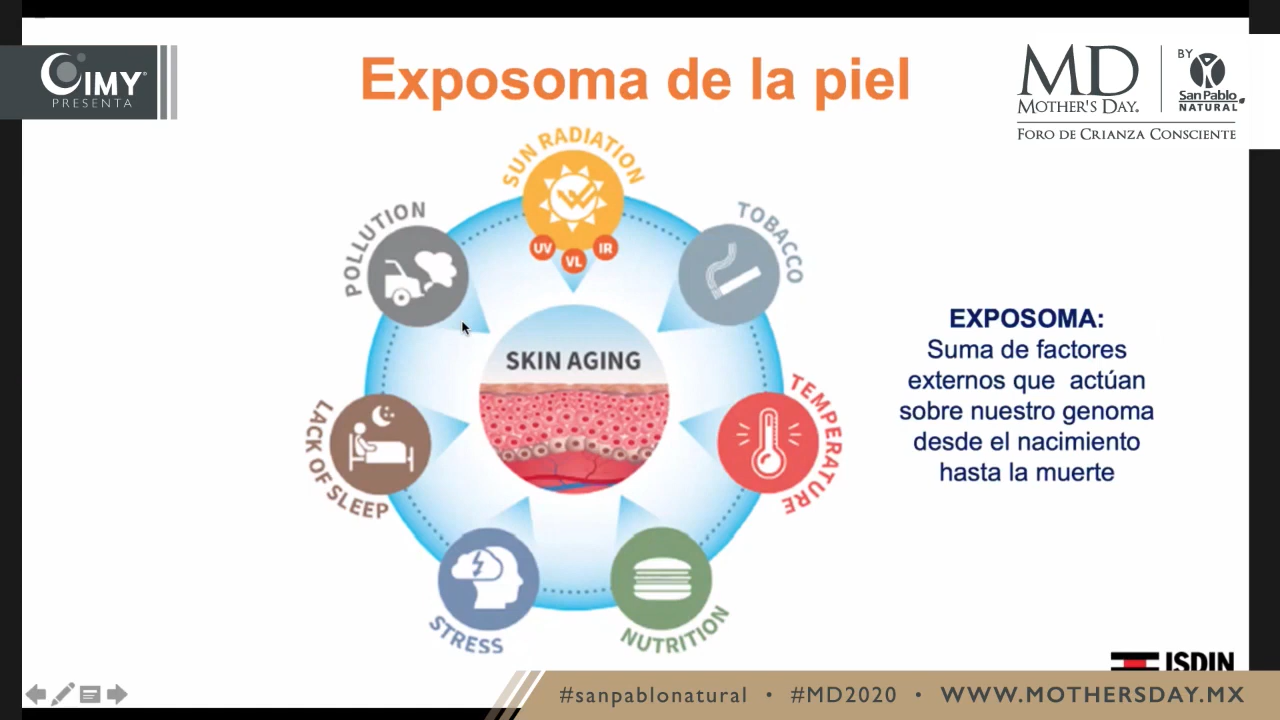 CIMY
PRESENTA
Exposoma de la piel
MD
MOTHER'S DAY
BY
San Pablo
NATURAL
FORO DE CRIANZA CONSCIENTE
SUN RADIATION
UV
VL
IR
POLLUTION
TOBACCO
SKIN AGING
LACK OF SLEEP
TEMPERATURE
STRESS
NUTRITION
EXPOSOMA:
Suma de factores
externos que actúan
sobre nuestro genoma
desde el nacimiento
hasta la muerte
ISDIN
#sanpablonatural • #MD2020 • WWW.MOTHERSDAY.MX